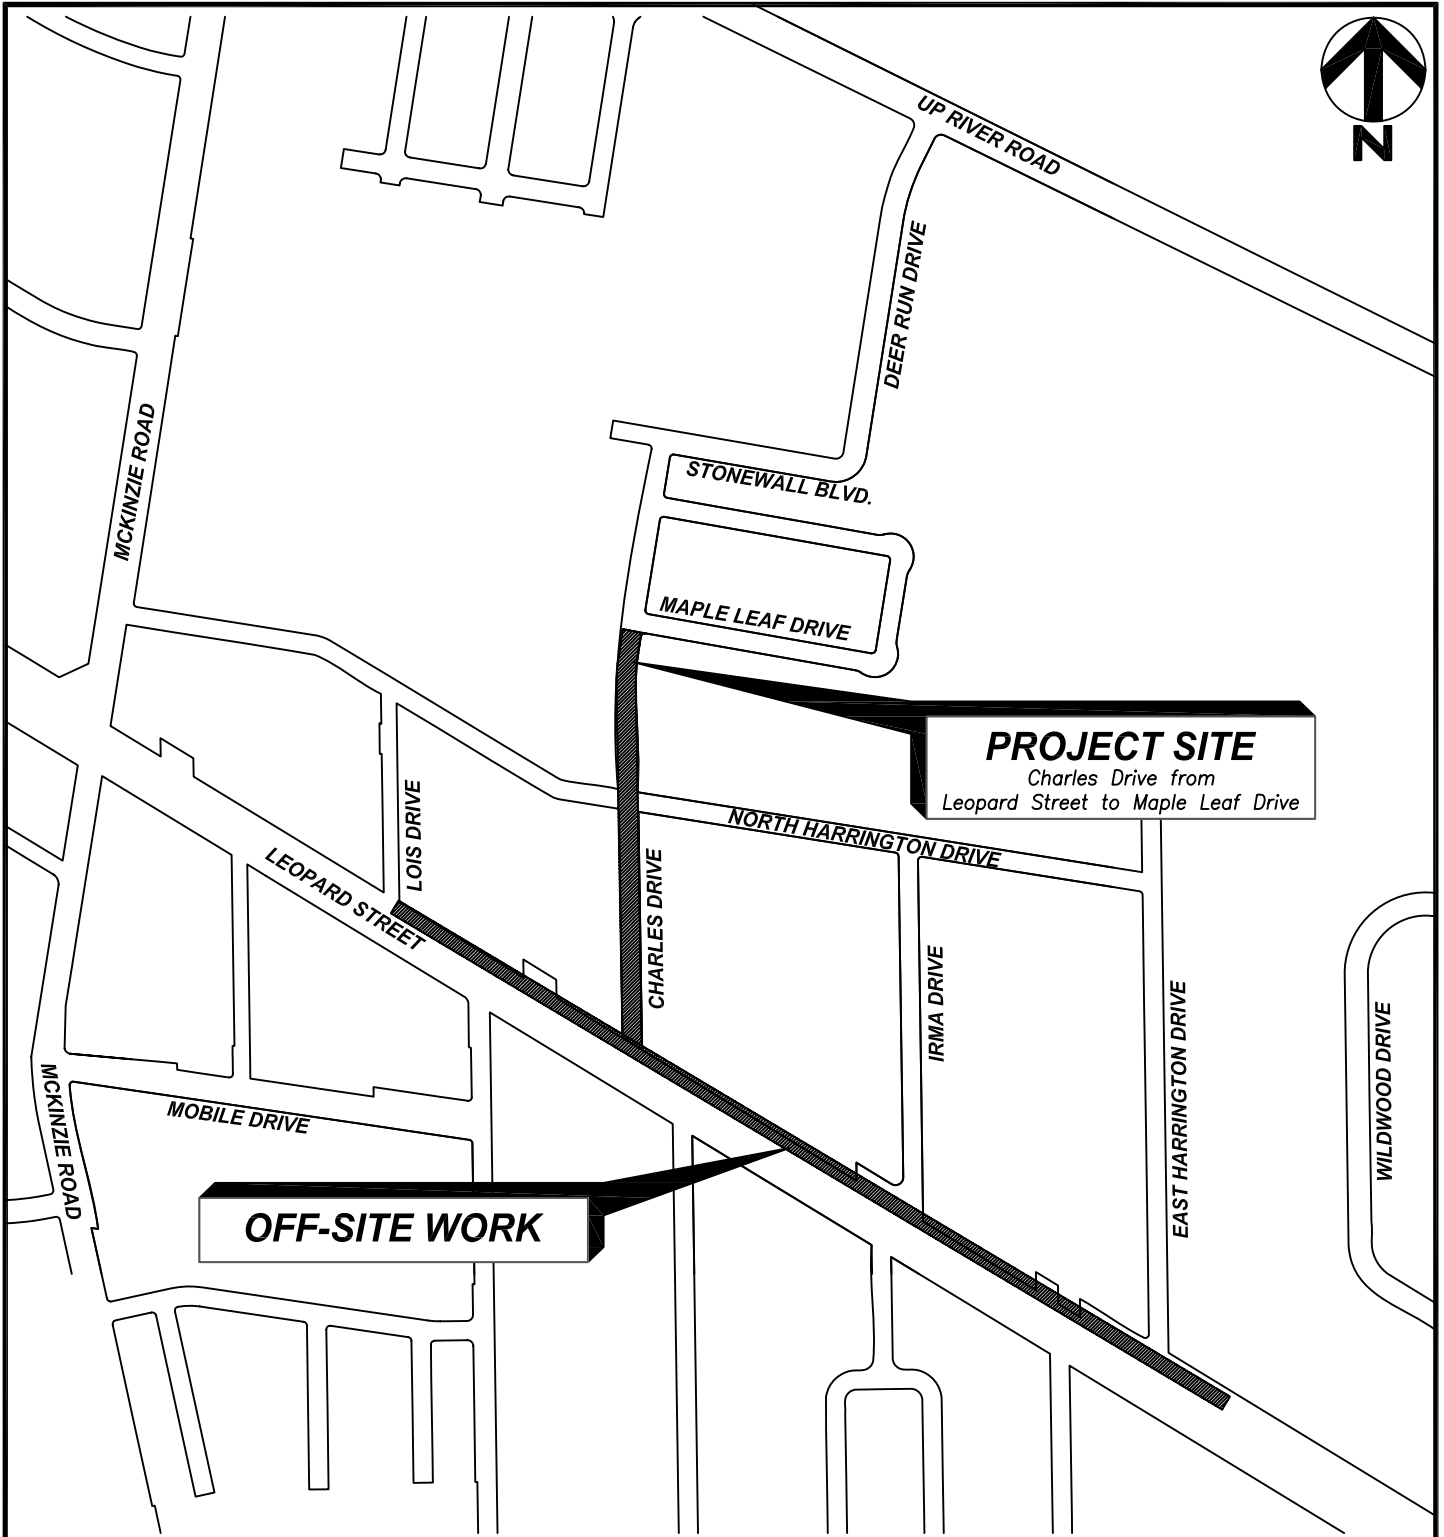 UP RIVER ROAD
N
DEER RUN DRIVE
MCKINZIE ROAD
STONEWALL BLVD.
MAPLE LEAF DRIVE
PROJECT SITE
Charles Drive from
Leopard Street to Maple Leaf Drive
LOIS DRIVE
NORTH HARRINGTON DRIVE
LEOPARD STREET
CHARLES DRIVE
IRMA DRIVE
EAST HARRINGTON DRIVE
WILDWOOD DRIVE
MCKINZIE ROAD
MOBILE DRIVE
OFF-SITE WORK